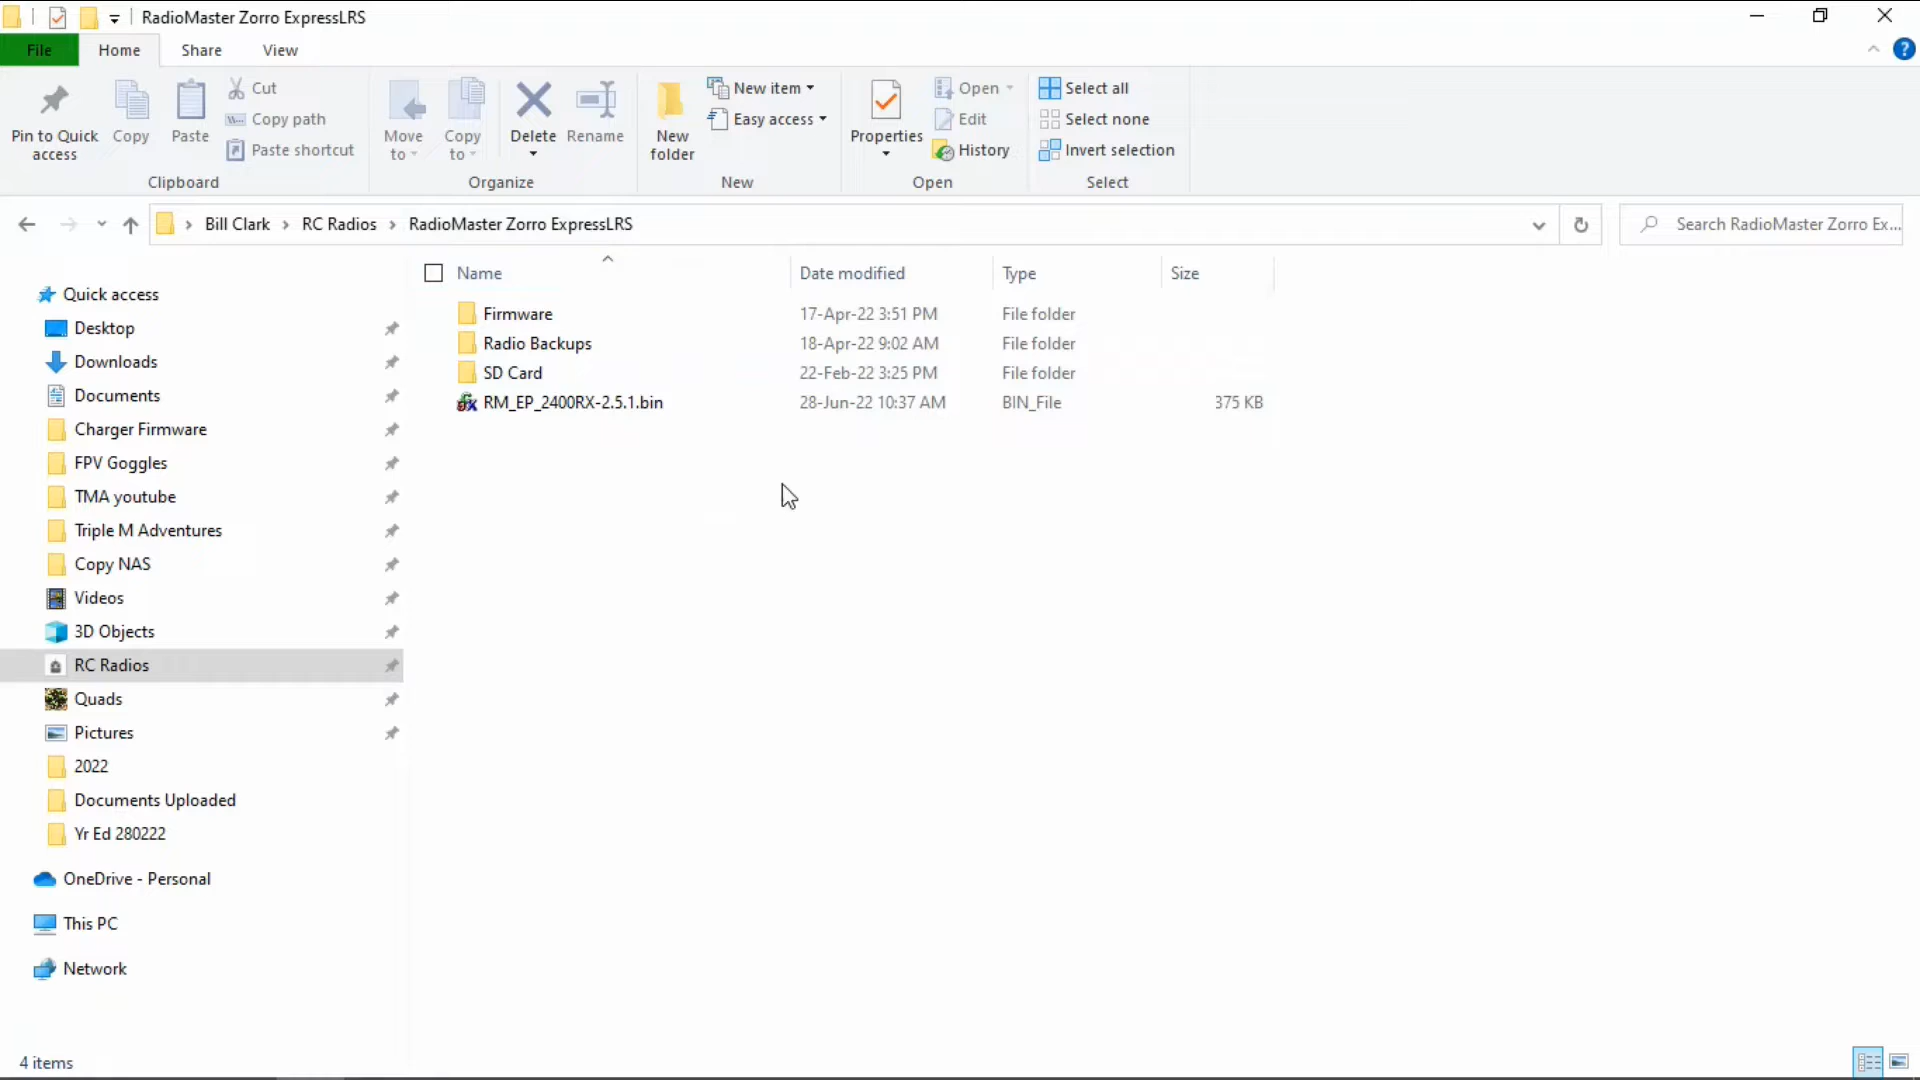 RadioMaster Zorro ExpressLRS
File Home Share View
Pin to Quick access
Copy
Paste
Cut
Copy path
Paste shortcut
Clipboard
Move to
Copy to
Delete
Rename
Organize
New folder
New item
Easy access
New
Properties
Open
Edit
History
Open
Select all
Select none
Invert selection
Select
Bill Clark > RC Radios > RadioMaster Zorro ExpressLRS
Search RadioMaster Zorro Ex...
Name Date modified Type Size
Firmware 17-Apr-22 3:51 PM File folder
Radio Backups 18-Apr-22 9:02 AM File folder
SD Card 22-Feb-22 3:25 PM File folder
RM_EP_2400RX-2.5.1.bin 28-Jun-22 10:37 AM BIN_File 375 KB
Quick access
Desktop
Downloads
Documents
Charger Firmware
FPV Goggles
TMA youtube
Triple M Adventures
Copy NAS
Videos
3D Objects
RC Radios
Quads
Pictures
2022
Documents Uploaded
Yr Ed 280222
OneDrive - Personal
This PC
Network
4 items